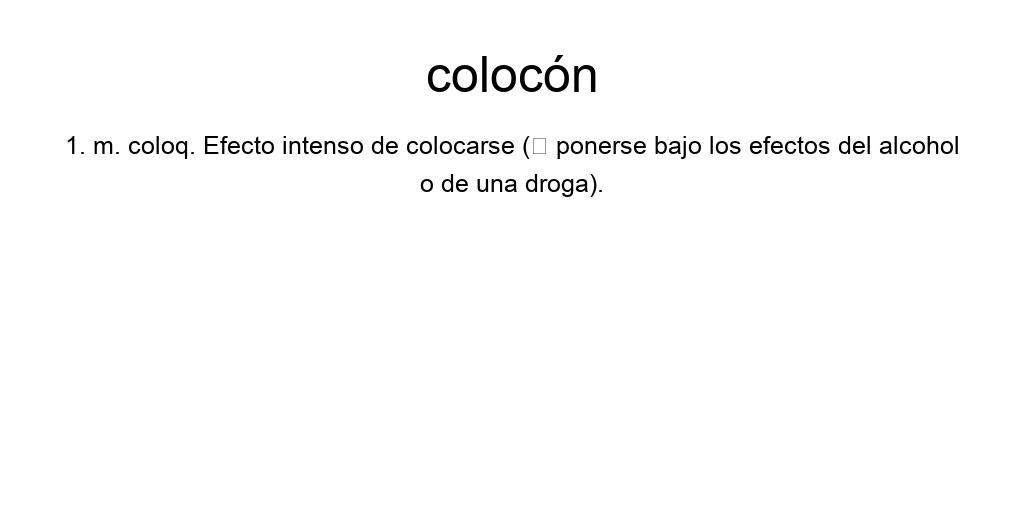 colocón
1. m. coloq. Efecto intenso de colocarse (□ ponerse bajo los efectos del alcohol
o de una droga).